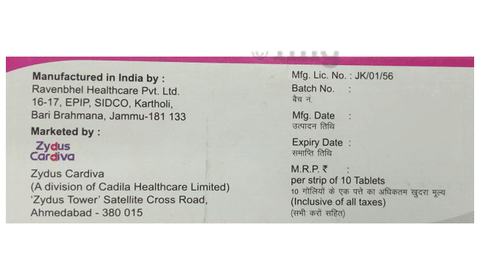 Manufactured in India by :
Ravenbhel Healthcare Pvt. Ltd.
16-17, EPIP, SIDCO, Kartholi,
Bari Brahmana, Jammu-181 133
Marketed by :
Zydus
Cardiva
Zydus Cardiva
(A division of Cadila Healthcare Limited)
'Zydus Tower' Satellite Cross Road,
Ahmedabad - 380 015
Mfg. Lic. No. : JK/01/56
Batch No. :
बैच नं.
Mfg. Date :
उत्पादन तिथि
Expiry Date :
समाप्ति तिथि
M.R.P. ₹ :
per strip of 10 Tablets
10 गोलियों के एक पत्ते का अधिकतम खुदरा मूल्य
(Inclusive of all taxes)
(सभी करों सहित)